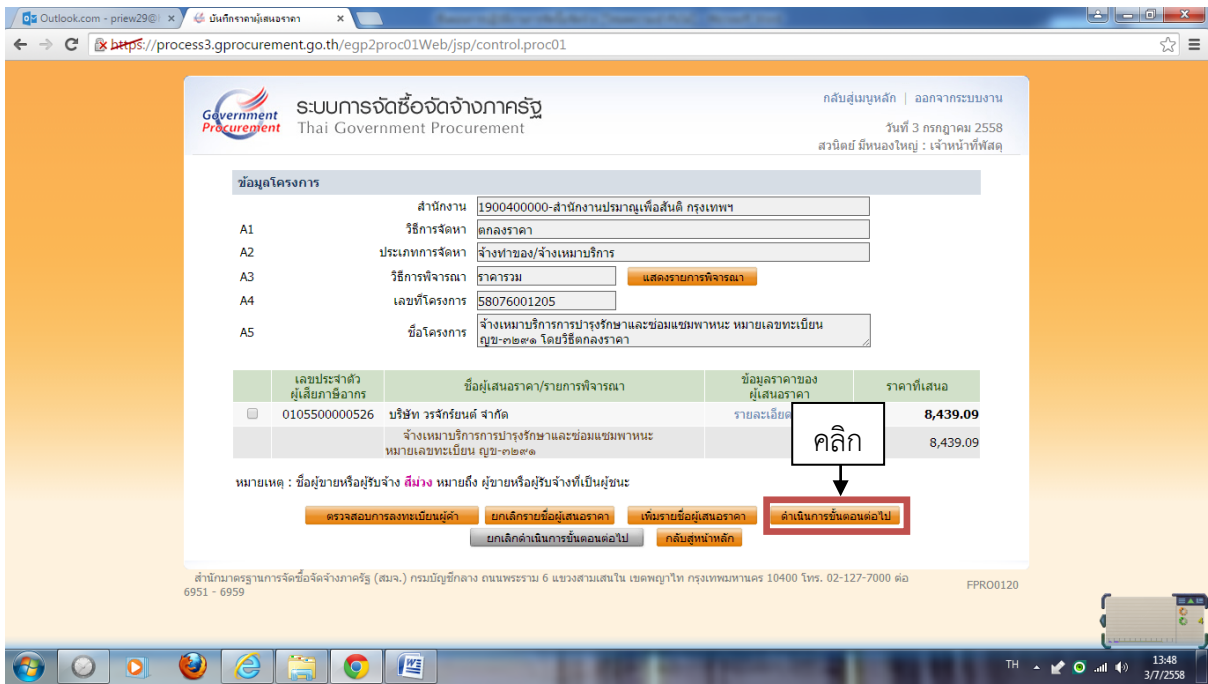 Outlook.com - priew29@
บันทึกราคาผู้เสนอราคา
https://process3.gprocurement.go.th/egp2proc01Web/jsp/control.proc01
Government
Procurement
ระบบการจัดซื้อจัดจ้างภาครัฐ
Thai Government Procurement
กลับสู่เมนูหลัก | ออกจากระบบงาน
วันที่ 3 กรกฎาคม 2558
สวนิตย์ มีหนองใหญ่ : เจ้าหน้าที่พัสดุ
ข้อมูลโครงการ
สำนักงาน 1900400000-สำนักงานปรมาณูเพื่อสันติ กรุงเทพฯ
A1 วิธีการจัดหา ตกลงราคา
A2 ประเภทการจัดหา จ้างทำของ/จ้างเหมาบริการ
A3 วิธีการพิจารณา ราคารวม แสดงรายการพิจารณา
A4 เลขที่โครงการ 58076001205
A5 ชื่อโครงการ จ้างเหมาบริการการบำรุงรักษาและซ่อมแซมพาหนะ หมายเลขทะเบียน
ญข-๓๒๙๑ โดยวิธีตกลงราคา
เลขประจำตัว
ผู้เสียภาษีอากร
ชื่อผู้เสนอราคา/รายการพิจารณา
ข้อมูลราคาของ
ผู้เสนอราคา
ราคาที่เสนอ
0105500000526 บริษัท วรจักร์ยนต์ จำกัด รายละเอียด 8,439.09
จ้างเหมาบริการการบำรุงรักษาและซ่อมแซมพาหนะ
หมายเลขทะเบียน ญข-๓๒๙๑
8,439.09
คลิก
หมายเหตุ : ชื่อผู้ขายหรือผู้รับจ้าง สีม่วง หมายถึง ผู้ขายหรือผู้รับจ้างที่เป็นผู้ชนะ
ตรวจสอบการลงทะเบียนผู้ค้า ยกเลิกรายชื่อผู้เสนอราคา เพิ่มรายชื่อผู้เสนอราคา ดำเนินการขั้นตอนต่อไป
ยกเลิกดำเนินการขั้นตอนต่อไป กลับสู่หน้าหลัก
สำนักมาตรฐานการจัดซื้อจัดจ้างภาครัฐ (สมจ.) กรมบัญชีกลาง ถนนพระราม 6 แขวงสามเสนใน เขตพญาไท กรุงเทพมหานคร 10400 โทร. 02-127-7000 ต่อ
6951 - 6959
FPRO0120
TH
13:48
3/7/2558